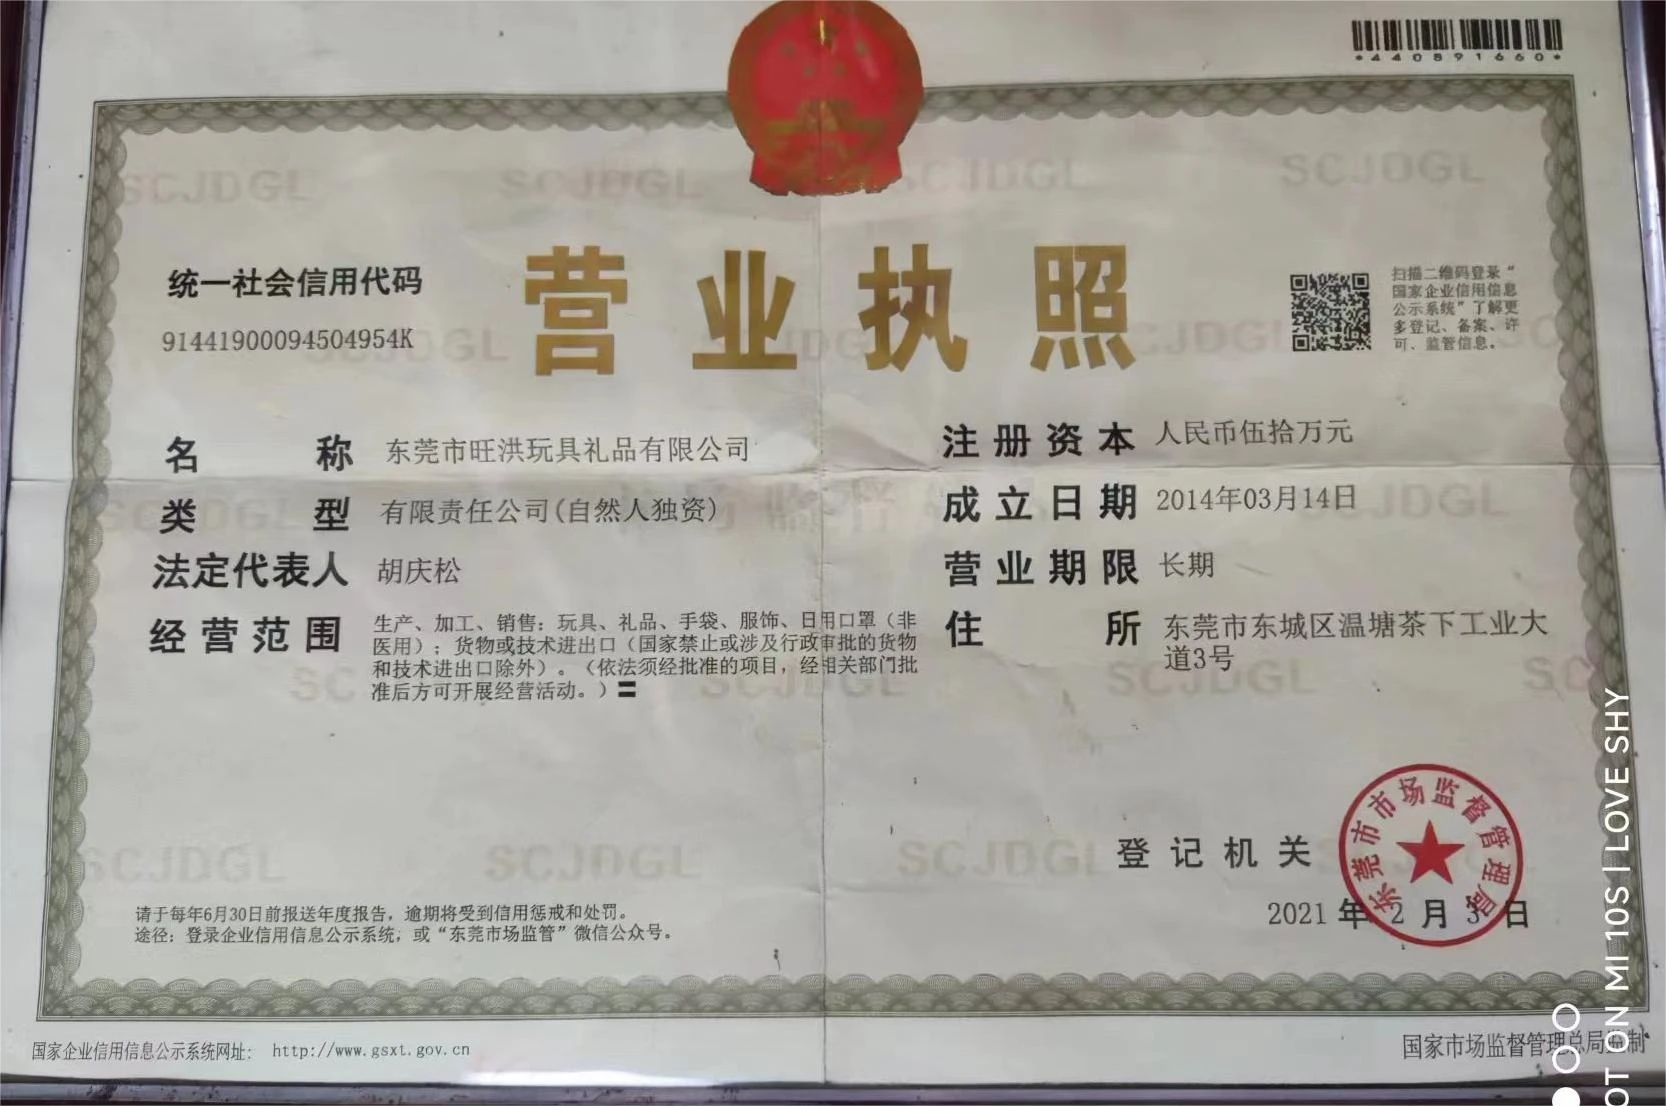 *440891660*
营业执照
统一社会信用代码
91441900094504954K
扫描二维码登录“
国家企业信用信息
公示系统”了解更
多登记、备案、许
可、监管信息。
名称 东莞市旺洪玩具礼品有限公司
类型 有限责任公司(自然人独资)
法定代表人 胡庆松
经营范围 生产、加工、销售：玩具、礼品、手袋、服饰、日用口罩（非
医用）；货物或技术进出口（国家禁止或涉及行政审批的货物
和技术进出口除外）。（依法须经批准的项目，经相关部门批
准后方可开展经营活动。）〓
注册资本 人民币伍拾万元
成立日期 2014年03月14日
营业期限 长期
住所 东莞市东城区温塘茶下工业大
道3号
登记机关
东莞市市场监督管理局
2021年2月3日
请于每年6月30日前报送年度报告，逾期将受到信用惩戒和处罚。
途径：登录企业信用信息公示系统，或“东莞市场监管”微信公众号。
国家企业信用信息公示系统网址： http://www.gsxt.gov.cn
国家市场监督管理总局监制
SCJDGL
OT ON MI 10S | LOVE SHY